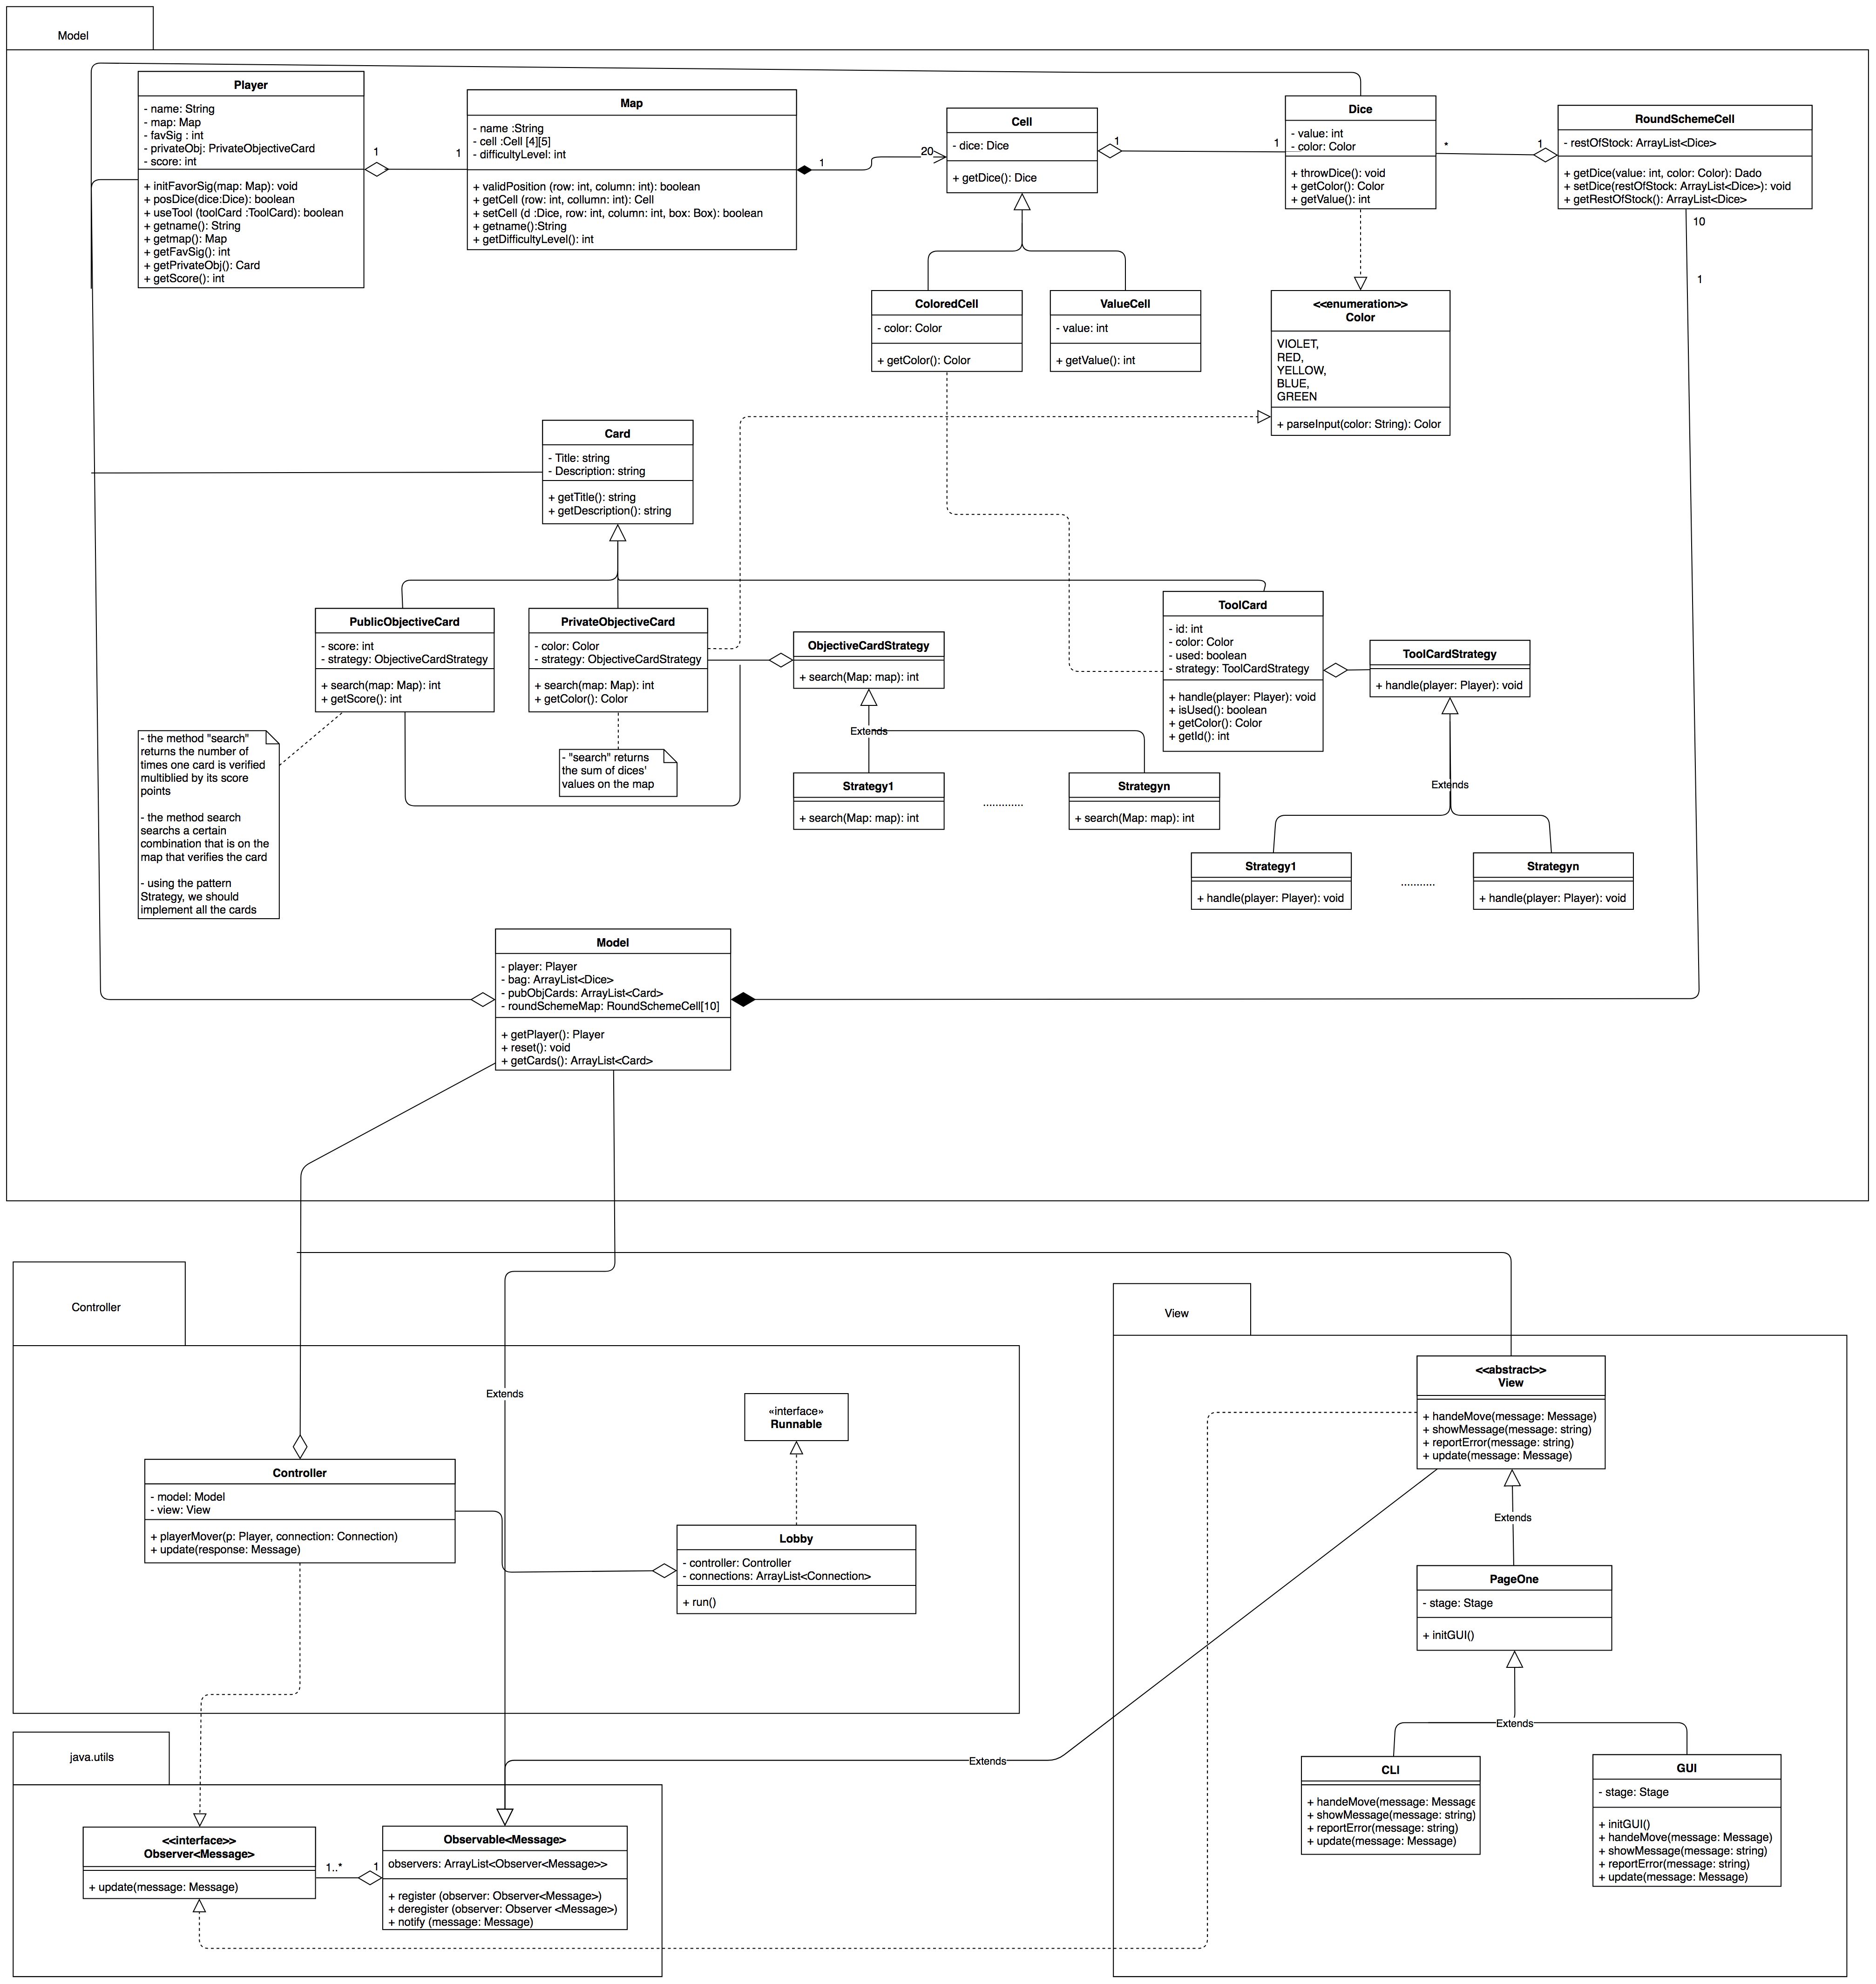 Model
Player
- name: String
- map: Map
- favSig : int
- privateObj: PrivateObjectiveCard
- score: int
+ initFavorSig(map: Map): void
+ posDice(dice:Dice): boolean
+ useTool (toolCard :ToolCard): boolean
+ getname(): String
+ getmap(): Map
+ getFavSig(): int
+ getPrivateObj(): Card
+ getScore(): int
1
1
Map
- name :String
- cell :Cell [4][5]
- difficultyLevel: int
+ validPosition (row: int, column: int): boolean
+ getCell (row: int, collumn: int): Cell
+ setCell (d :Dice, row: int, column: int, box: Box): boolean
+ getname():String
+ getDifficultyLevel(): int
1
20
Cell
- dice: Dice
+ getDice(): Dice
1
1
Dice
- value: int
- color: Color
+ throwDice(): void
+ getColor(): Color
+ getValue(): int
*
1
RoundSchemeCell
- restOfStock: ArrayList<Dice>
+ getDice(value: int, color: Color): Dado
+ setDice(restOfStock: ArrayList<Dice>): void
+ getRestOfStock(): ArrayList<Dice>
10
1
ColoredCell
- color: Color
+ getColor(): Color
ValueCell
- value: int
+ getValue(): int
<<enumeration>>
Color
VIOLET,
RED,
YELLOW,
BLUE,
GREEN
+ parseInput(color: String): Color
Card
- Title: string
- Description: string
+ getTitle(): string
+ getDescription(): string
PublicObjectiveCard
- score: int
- strategy: ObjectiveCardStrategy
+ search(map: Map): int
+ getScore(): int
PrivateObjectiveCard
- color: Color
- strategy: ObjectiveCardStrategy
+ search(map: Map): int
+ getColor(): Color
ObjectiveCardStrategy
+ search(Map: map): int
ToolCard
- id: int
- color: Color
- used: boolean
- strategy: ToolCardStrategy
+ handle(player: Player): void
+ isUsed(): boolean
+ getColor(): Color
+ getId(): int
ToolCardStrategy
+ handle(player: Player): void
- the method "search"
returns the number of
times one card is verified
multiblied by its score
points
- the method search
searchs a certain
combination that is on the
map that verifies the card
- using the pattern
Strategy, we should
implement all the cards
- "search" returns
the sum of dices'
values on the map
Extends
Strategy1
+ search(Map: map): int
............
Strategyn
+ search(Map: map): int
Extends
Strategy1
+ handle(player: Player): void
..........
Strategyn
+ handle(player: Player): void
Model
- player: Player
- bag: ArrayList<Dice>
- pubObjCards: ArrayList<Card>
- roundSchemeMap: RoundSchemeCell[10]
+ getPlayer(): Player
+ reset(): void
+ getCards(): ArrayList<Card>
Controller
Extends
«interface»
Runnable
Controller
- model: Model
- view: View
+ playerMover(p: Player, connection: Connection)
+ update(response: Message)
Lobby
- controller: Controller
- connections: ArrayList<Connection>
+ run()
View
<<abstract>>
View
+ handeMove(message: Message)
+ showMessage(message: string)
+ reportError(message: string)
+ update(message: Message)
Extends
PageOne
- stage: Stage
+ initGUI()
Extends
CLI
+ handeMove(message: Message
+ showMessage(message: string)
+ reportError(message: string)
+ update(message: Message)
GUI
- stage: Stage
+ initGUI()
+ handeMove(message: Message)
+ showMessage(message: string)
+ reportError(message: string)
+ update(message: Message)
java.utils
Extends
<<interface>>
Observer<Message>
+ update(message: Message)
1..*
1
Observable<Message>
observers: ArrayList<Observer<Message>>
+ register (observer: Observer<Message>)
+ deregister (observer: Observer <Message>)
+ notify (message: Message)